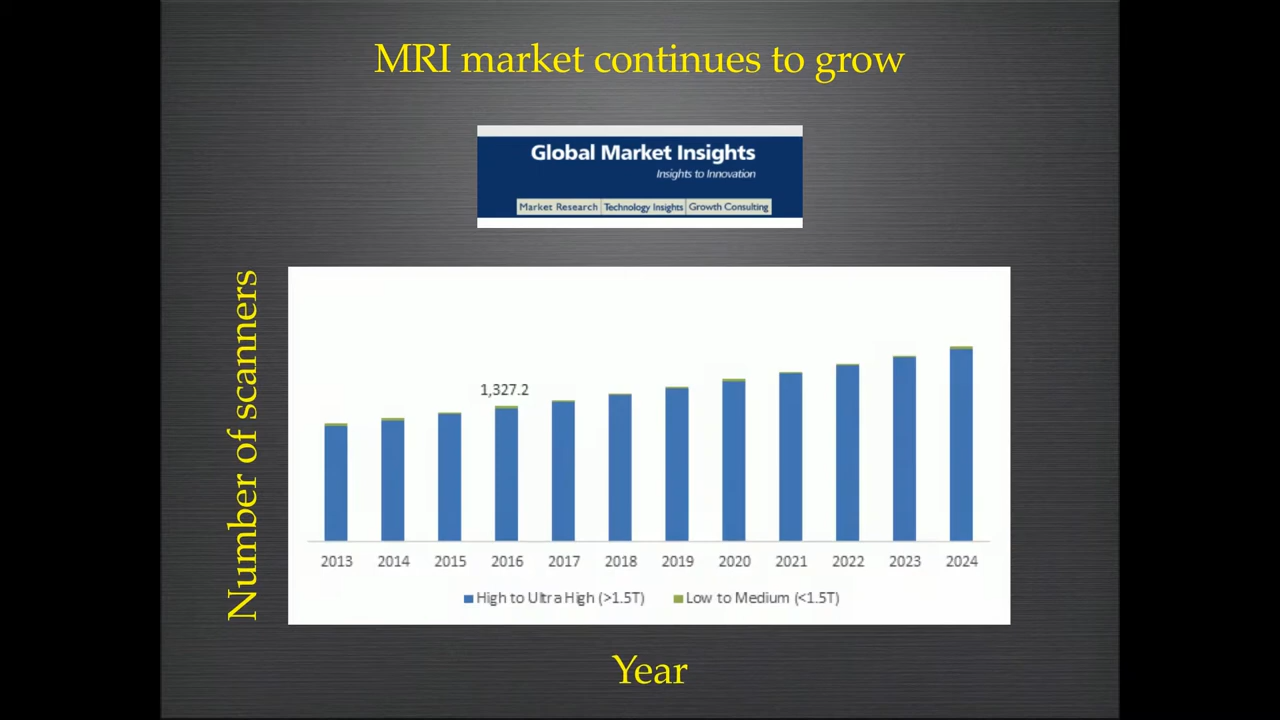 MRI market continues to grow
Global Market Insights
Insights to Innovation
Market Research Technology Insights Growth Consulting
Number of scanners
1,327.2
2013 2014 2015 2016 2017 2018 2019 2020 2021 2022 2023 2024
High to Ultra High (>1.5T) Low to Medium (<1.5T)
Year